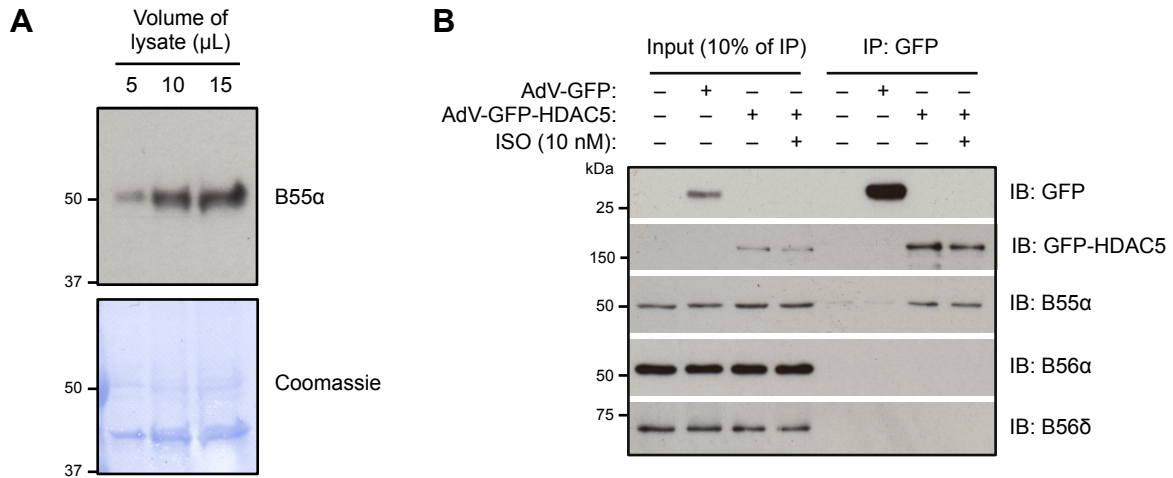 A
Volume of
lysate (µL)
5 10 15
50
37
B55α
50
37
Coomassie
B
Input (10% of IP) IP: GFP
AdV-GFP: – + – – – + – –
AdV-GFP-HDAC5: – – + + – – + +
ISO (10 nM): – – – + – – – +
kDa
25 IB: GFP
150 IB: GFP-HDAC5
50 IB: B55α
50 IB: B56α
75 IB: B56δ